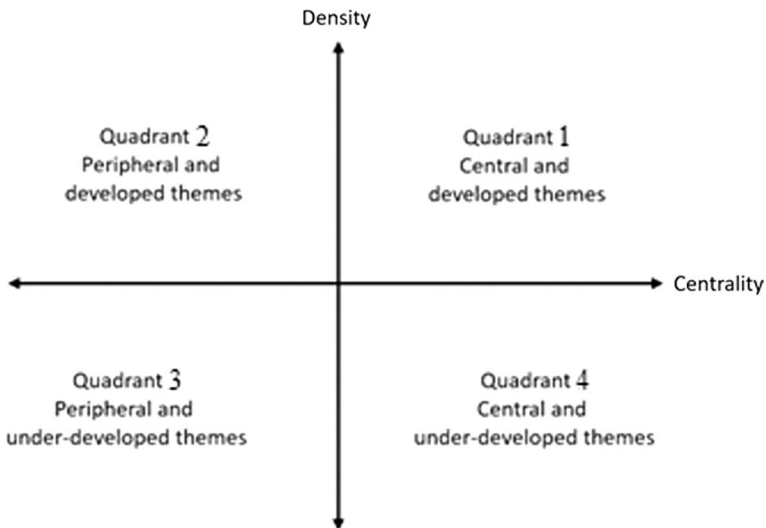 Density
Quadrant 2
Peripheral and
developed themes
Quadrant 1
Central and
developed themes
Centrality
Quadrant 3
Peripheral and
under-developed themes
Quadrant 4
Central and
under-developed themes